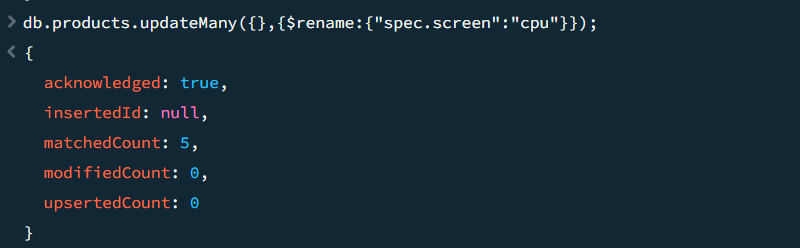 > db.products.updateMany({},{$rename:{"spec.screen":"cpu"}});
< {
acknowledged: true,
insertedId: null,
matchedCount: 5,
modifiedCount: 0,
upsertedCount: 0
}